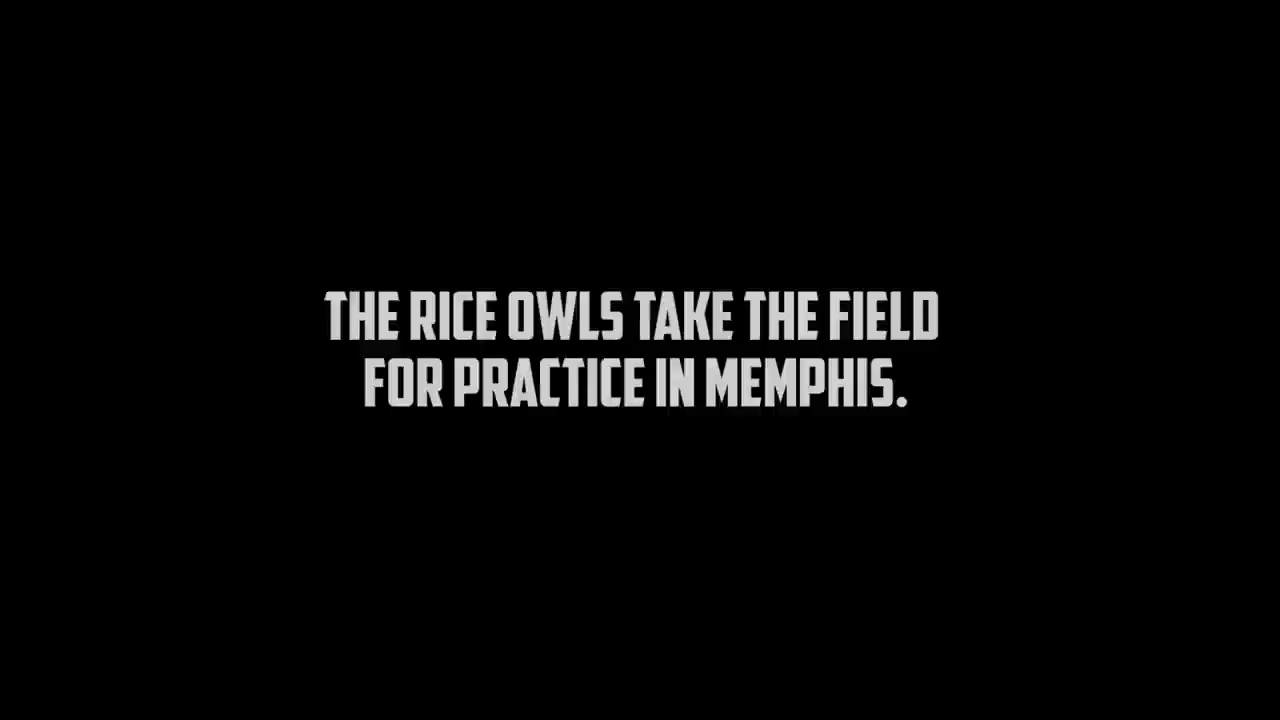 THE RICE OWLS TAKE THE FIELD
FOR PRACTICE IN MEMPHIS.